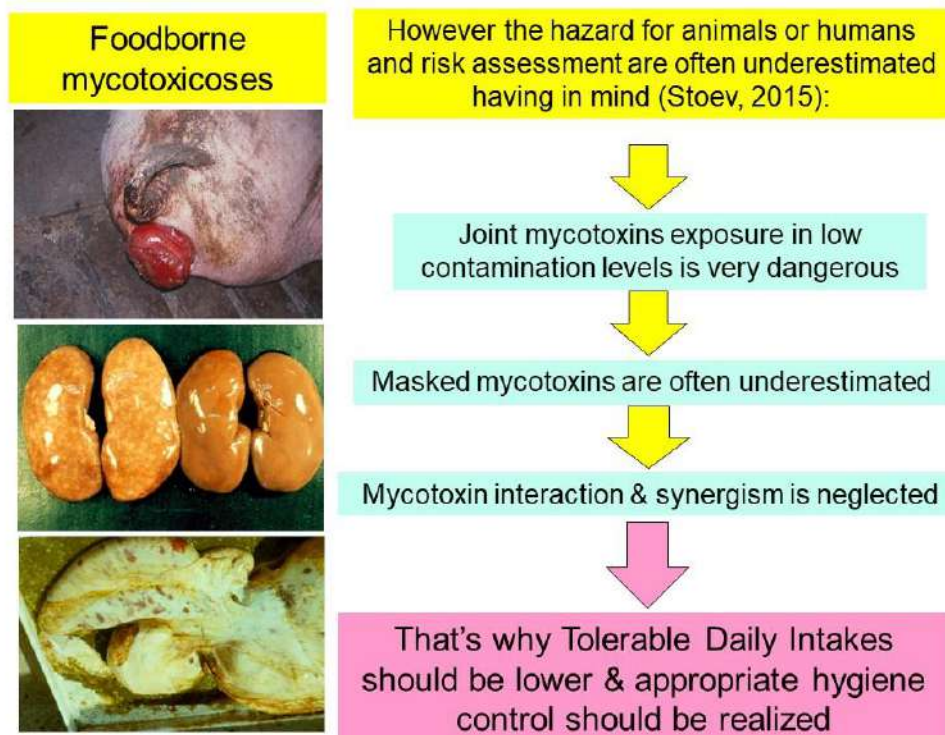 Foodborne
mycotoxicoses
However the hazard for animals or humans
and risk assessment are often underestimated
having in mind (Stoev, 2015):
Joint mycotoxins exposure in low
contamination levels is very dangerous
Masked mycotoxins are often underestimated
Mycotoxin interaction & synergism is neglected
That's why Tolerable Daily Intakes
should be lower & appropriate hygiene
control should be realized